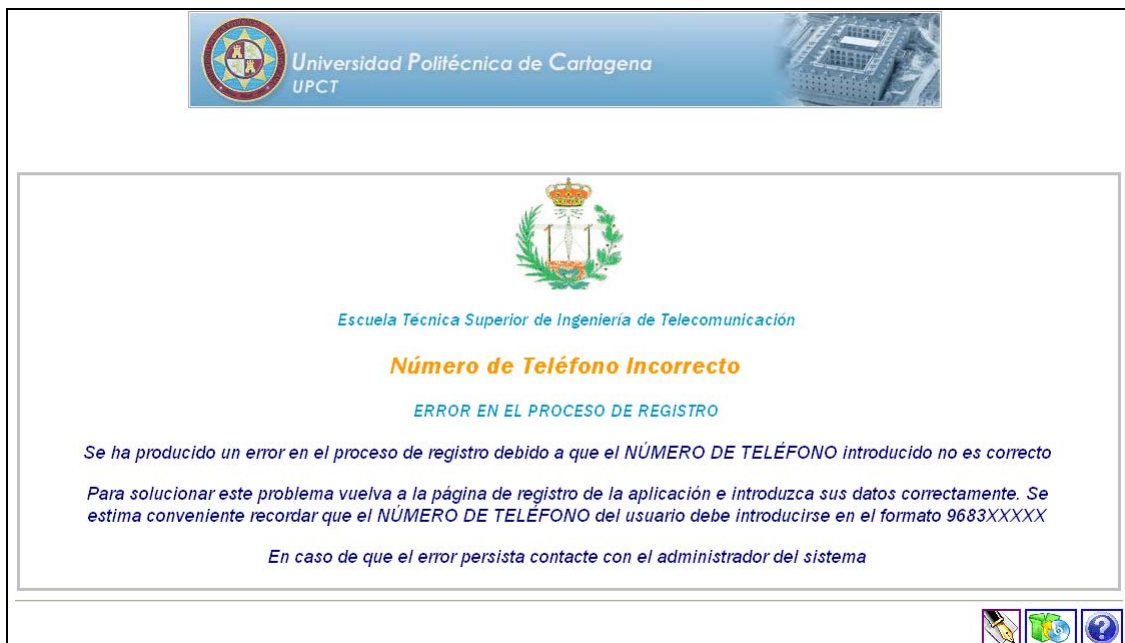 Universidad Politécnica de Cartagena
UPCT
Escuela Técnica Superior de Ingeniería de Telecomunicación
Número de Teléfono Incorrecto
ERROR EN EL PROCESO DE REGISTRO
Se ha producido un error en el proceso de registro debido a que el NÚMERO DE TELÉFONO introducido no es correcto
Para solucionar este problema vuelva a la página de registro de la aplicación e introduzca sus datos correctamente. Se
estima conveniente recordar que el NÚMERO DE TELÉFONO del usuario debe introducirse en el formato 9683XXXXX
En caso de que el error persista contacte con el administrador del sistema